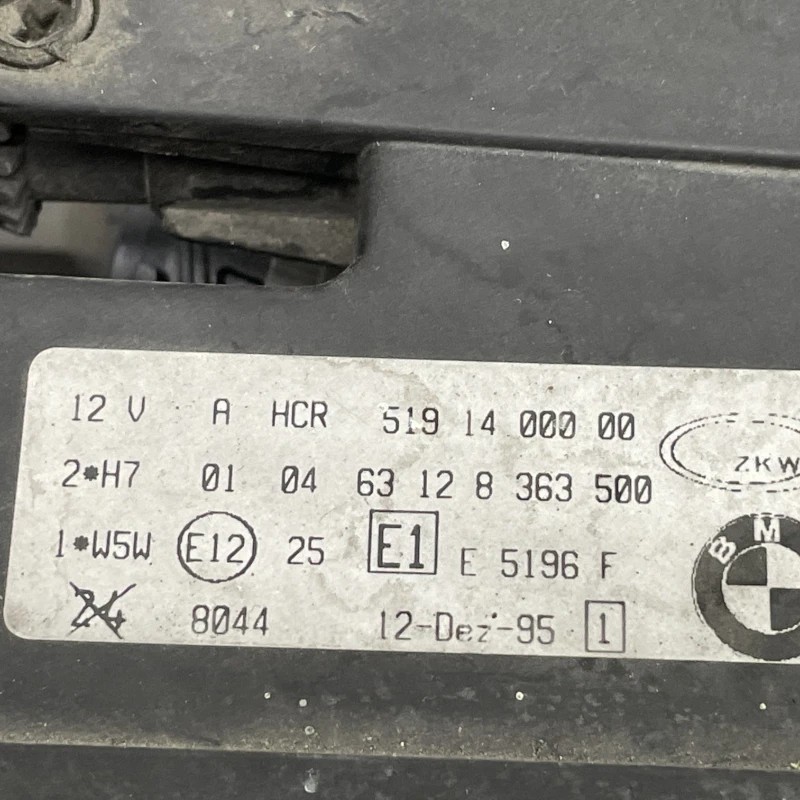 12 V A HCR 519 14 000 00
ZKW
2*H7 01 04 63 12 8 363 500
1*W5W E12 25 E1 E 5196 F
BM
24 8044 12-Dez-95 1